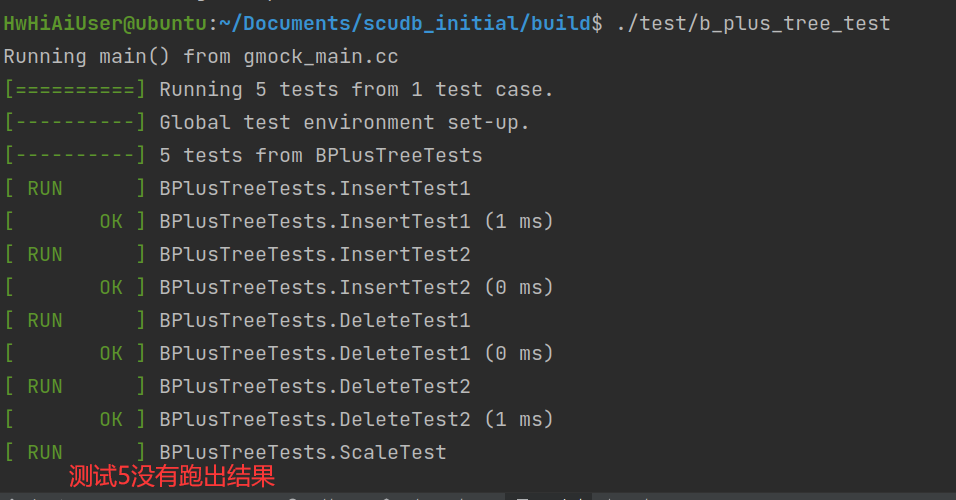 HwHiAiUser@ubuntu:~/Documents/scudb_initial/build$ ./test/b_plus_tree_test
Running main() from gmock_main.cc
[==========] Running 5 tests from 1 test case.
[----------] Global test environment set-up.
[----------] 5 tests from BPlusTreeTests
[ RUN      ] BPlusTreeTests.InsertTest1
[       OK ] BPlusTreeTests.InsertTest1 (1 ms)
[ RUN      ] BPlusTreeTests.InsertTest2
[       OK ] BPlusTreeTests.InsertTest2 (0 ms)
[ RUN      ] BPlusTreeTests.DeleteTest1
[       OK ] BPlusTreeTests.DeleteTest1 (0 ms)
[ RUN      ] BPlusTreeTests.DeleteTest2
[       OK ] BPlusTreeTests.DeleteTest2 (1 ms)
[ RUN      ] BPlusTreeTests.ScaleTest
测试5没有跑出结果